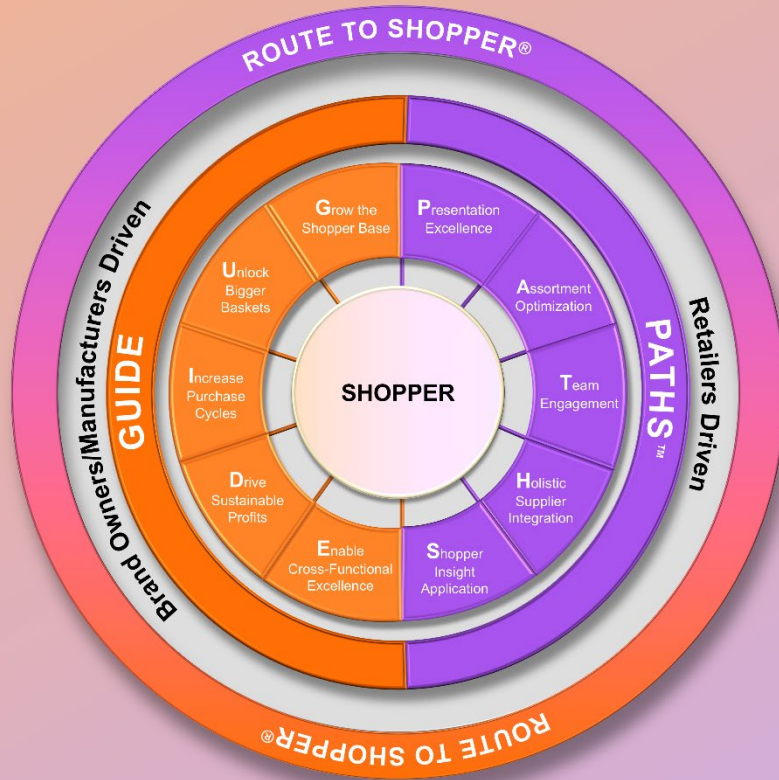 ROUTE TO SHOPPER®
Brand Owners/Manufacturers Driven
GUIDE
Grow the
Shopper Base
Unlock
Bigger
Baskets
Increase
Purchase
Cycles
Drive
Sustainable
Profits
Enable
Cross-Functional
Excellence
SHOPPER
Presentation
Excellence
Assortment
Optimization
Team
Engagement
Holistic
Supplier
Integration
Shopper
Insight
Application
PATHS™
Retailers Driven
ROUTE TO SHOPPER®